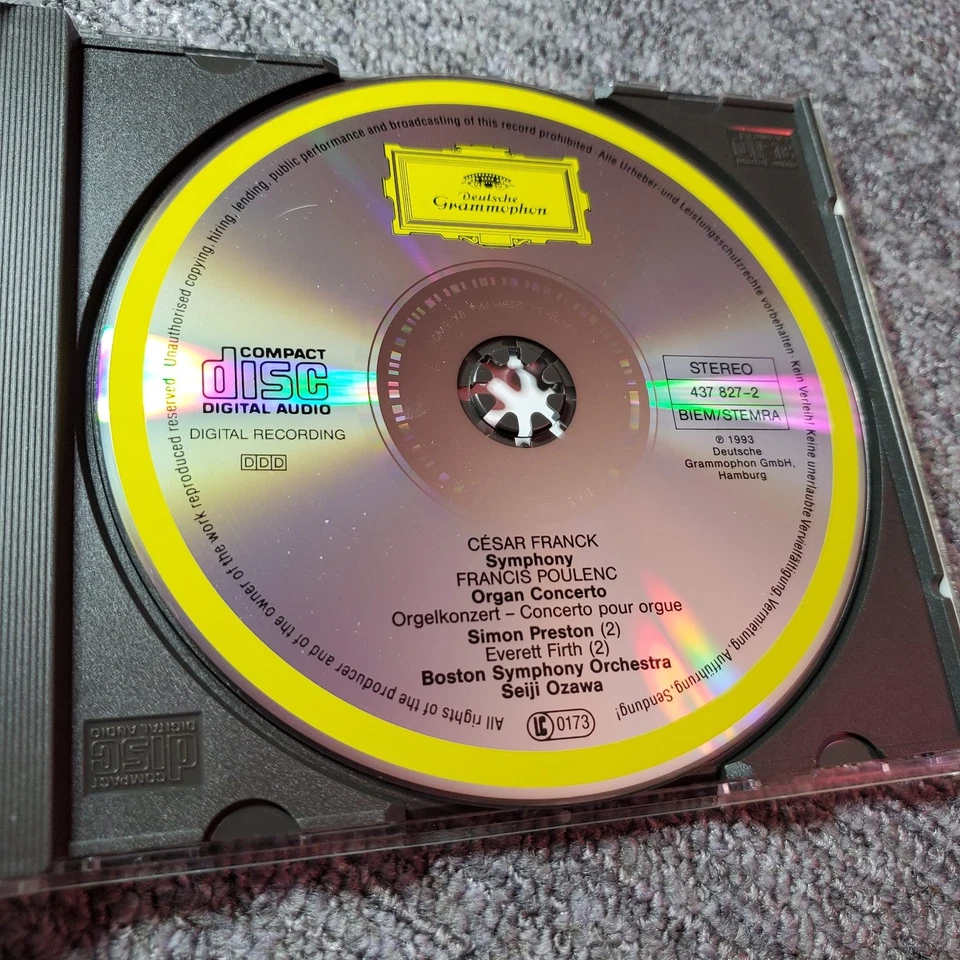 Deutsche
Grammophon
Unauthorised copying, hiring, lending, public performance and broadcasting of this record prohibited · Alle Urheber- und Leistungsschutzrechte vorbehalten · Kein Verleih! Keine unerlaubte Vervielfältigung, Vermietung, Aufführung, Sendung!
All rights of the producer and of the owner of the work reproduced reserved
COMPACT
disc
DIGITAL AUDIO
DIGITAL RECORDING
DDD
STEREO
437 827-2
BIEM/STEMRA
℗ 1993
Deutsche
Grammophon GmbH,
Hamburg
CÉSAR FRANCK
Symphony
FRANCIS POULENC
Organ Concerto
Orgelkonzert – Concerto pour orgue
Simon Preston (2)
Everett Firth (2)
Boston Symphony Orchestra
Seiji Ozawa
LC 0173
COMPACT
disc
DIGITAL AUDIO